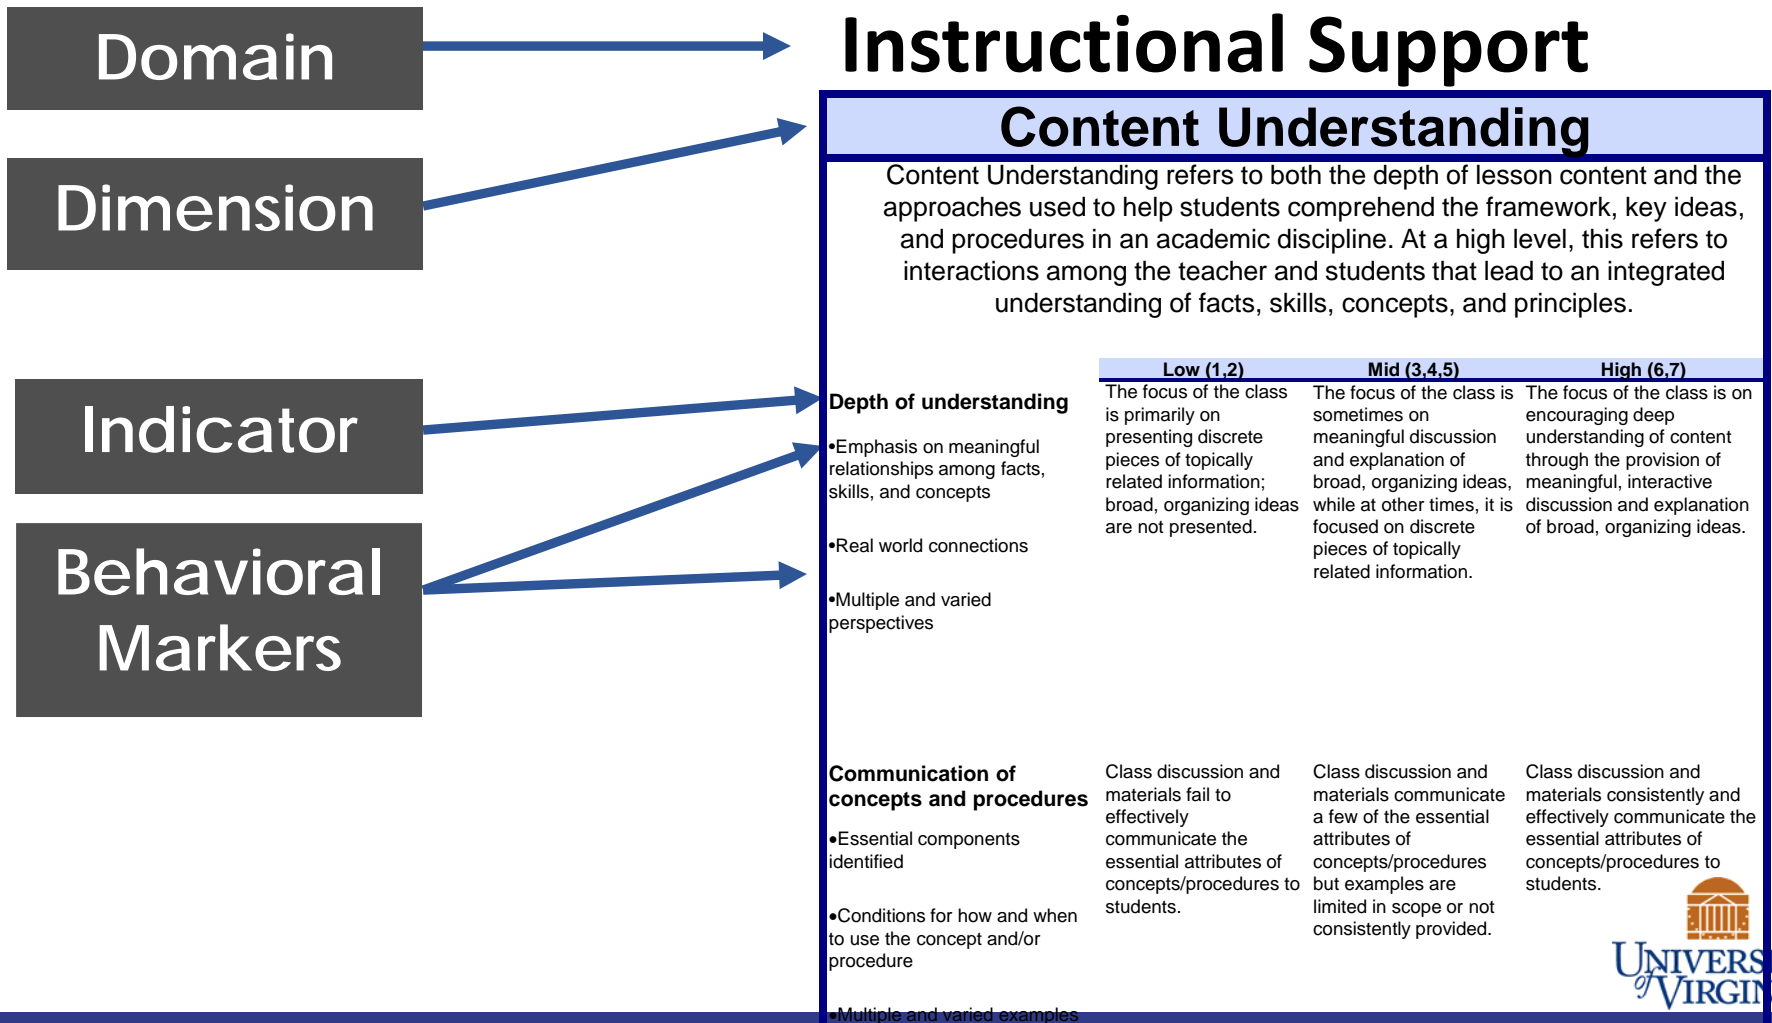 Domain
Dimension
Indicator
Behavioral
Markers
Instructional Support
Content Understanding
Content Understanding refers to both the depth of lesson content and the
approaches used to help students comprehend the framework, key ideas,
and procedures in an academic discipline. At a high level, this refers to
interactions among the teacher and students that lead to an integrated
understanding of facts, skills, concepts, and principles.
Low (1,2)
Mid (3,4,5)
High (6,7)
Depth of understanding
•Emphasis on meaningful
relationships among facts,
skills, and concepts
•Real world connections
•Multiple and varied
perspectives
The focus of the class
is primarily on
presenting discrete
pieces of topically
related information;
broad, organizing ideas
are not presented.
The focus of the class is
sometimes on
meaningful discussion
and explanation of
broad, organizing ideas,
while at other times, it is
focused on discrete
pieces of topically
related information.
The focus of the class is on
encouraging deep
understanding of content
through the provision of
meaningful, interactive
discussion and explanation
of broad, organizing ideas.
Communication of
concepts and procedures
•Essential components
identified
•Conditions for how and when
to use the concept and/or
procedure
•Multiple and varied examples
Class discussion and
materials fail to
effectively
communicate the
essential attributes of
concepts/procedures to
students.
Class discussion and
materials communicate
a few of the essential
attributes of
concepts/procedures
but examples are
limited in scope or not
consistently provided.
Class discussion and
materials consistently and
effectively communicate the
essential attributes of
concepts/procedures to
students.
UNIVERS
of VIRGIN